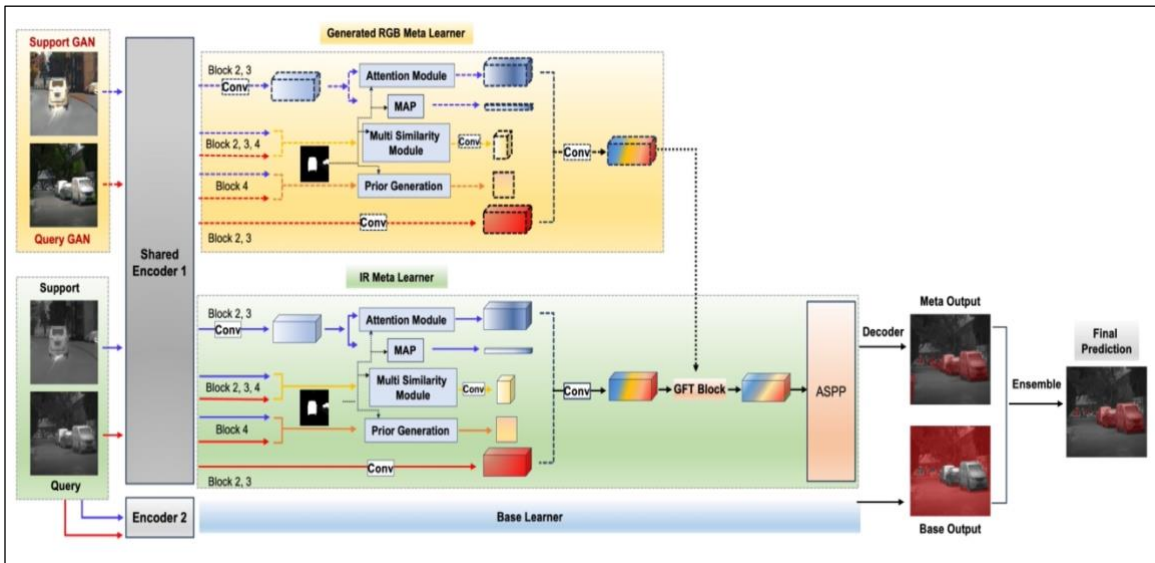 Generated RGB Meta Learner
Support GAN
Query GAN
Shared
Encoder 1
Block 2, 3
Conv
Attention Module
MAP
Block 2, 3, 4
Multi Similarity
Module
Conv
Block 4
Prior Generation
Conv
Block 2, 3
Conv
IR Meta Learner
Support
Query
Block 2, 3
Conv
Attention Module
MAP
Block 2, 3, 4
Multi Similarity
Module
Conv
Block 4
Prior Generation
Conv
Block 2, 3
Conv
GFT Block
ASPP
Decoder
Meta Output
Ensemble
Final
Prediction
Base Output
Encoder 2
Base Learner